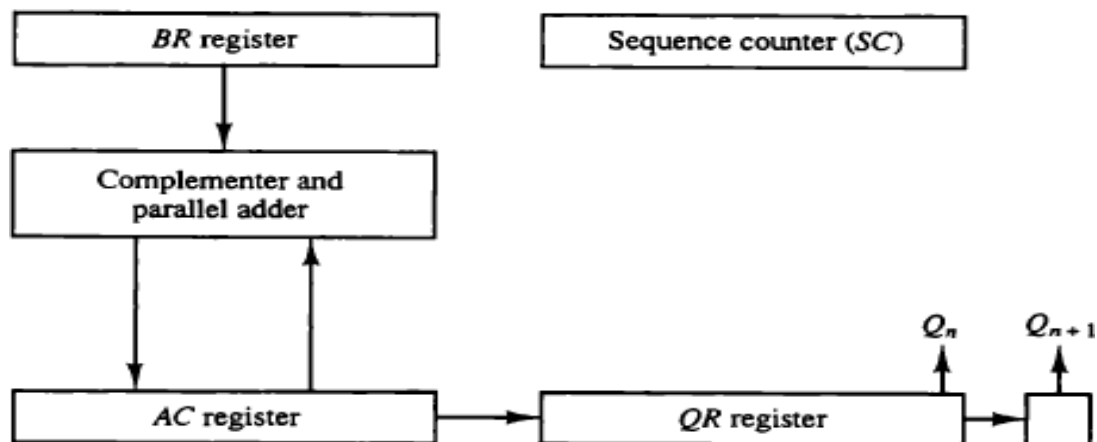 BR register
Sequence counter (SC)
Complementer and
parallel adder
Qn
Qn + 1
AC register
QR register